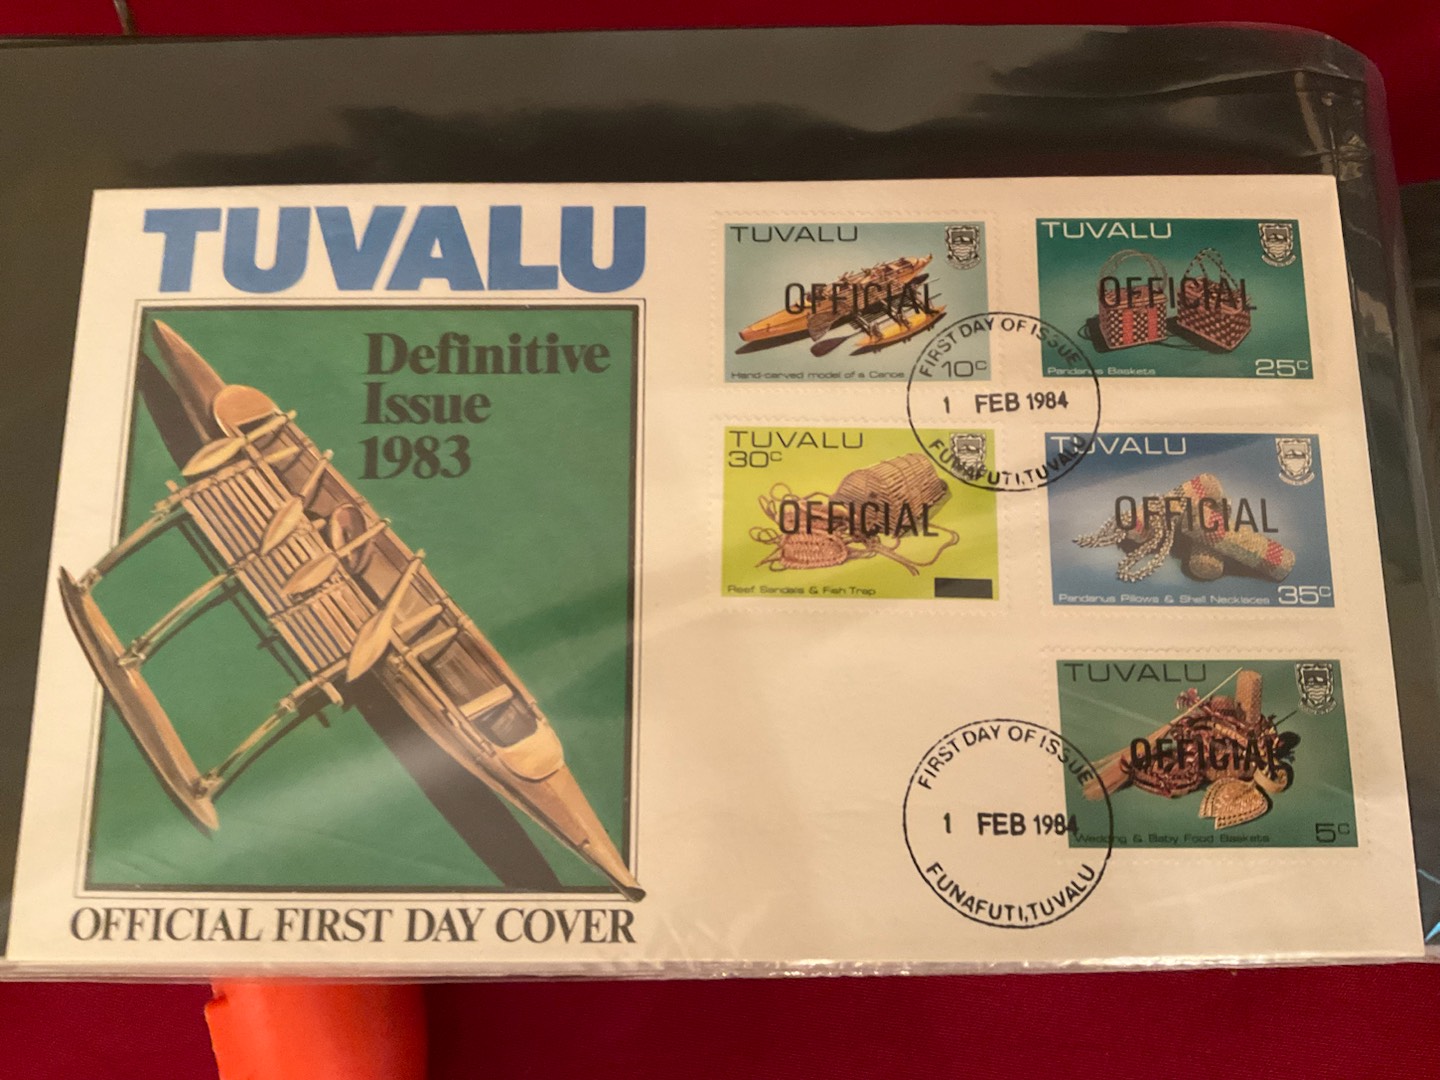 TUVALU
Definitive
Issue
1983
OFFICIAL FIRST DAY COVER
TUVALU
OFFICIAL
Hand-carved model of a Canoe 10c
TUVALU
OFFICIAL
Pandanus Baskets 25c
FIRST DAY OF ISSUE
1 FEB 1984
FUNAFUTI, TUVALU
TUVALU
30c
OFFICIAL
Reef Sandals & Fish Trap
TUVALU
OFFICIAL
Pandanus Pillows & Shell Necklaces 35c
TUVALU
OFFICIAL
Wedding & Baby Food Baskets 5c
FIRST DAY OF ISSUE
1 FEB 1984
FUNAFUTI, TUVALU